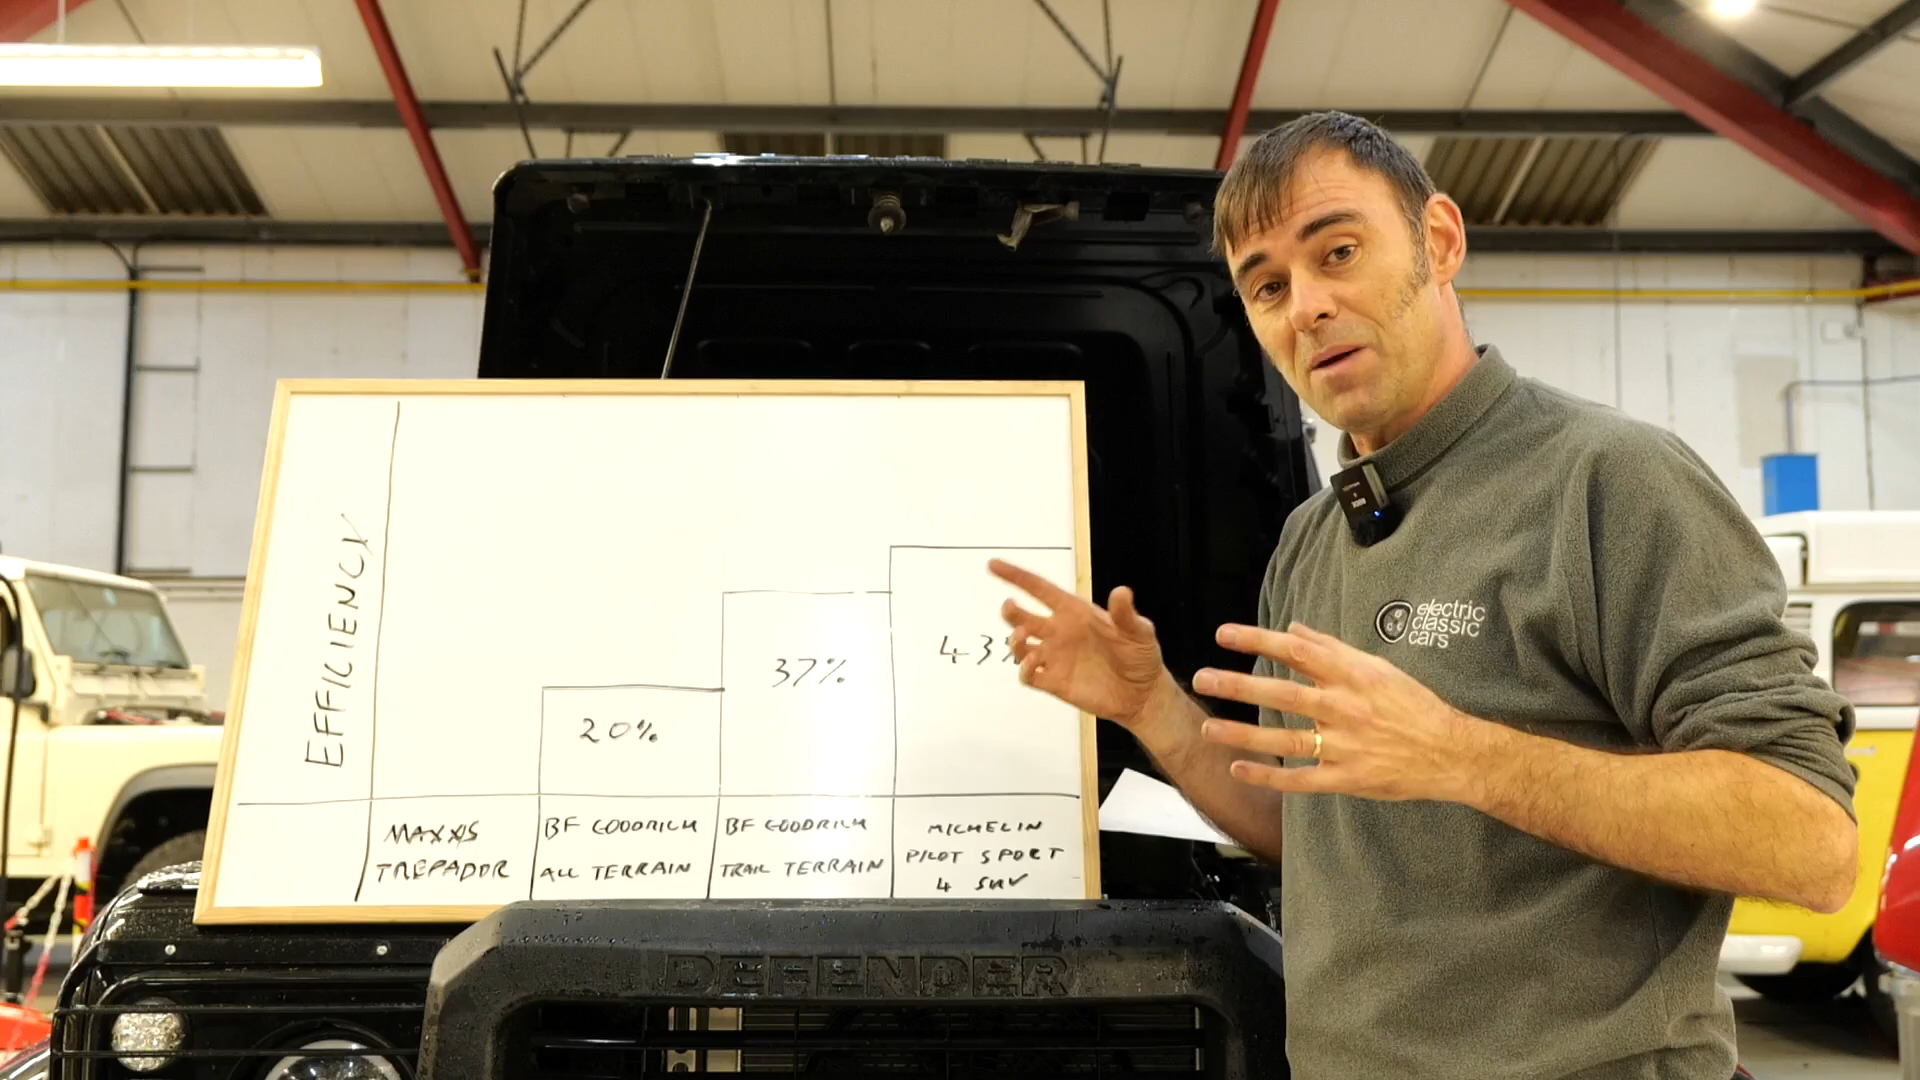 EFFICIENCY
20%
37%
43%
MAXXIS
TREPADOR
BF GOODRICH
ALL TERRAIN
BF GOODRICH
TRAIL TERRAIN
MICHELIN
PILOT SPORT
4 SUV
electric
classic
cars
DEFENDER